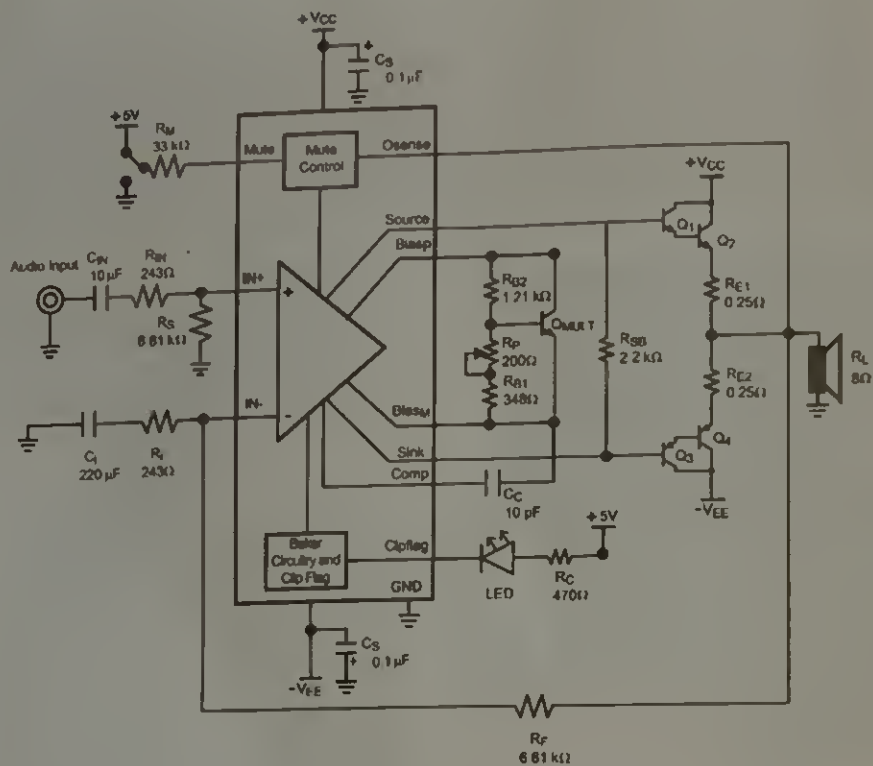 +VCC
CS
0.1 µF
+5V
RM
33 kΩ
Mute
Mute
Control
Osense
+VCC
Q1
Q2
Source
BiasP
CIN
10 µF
RIN
243Ω
Audio Input
IN+
+
RS
6.81 kΩ
RB2
1.21 kΩ
QMULT
RP
200Ω
RB1
348Ω
RSB
2.2 kΩ
RE1
0.25Ω
RE2
0.25Ω
RL
8Ω
IN-
-
BiasM
Ci
220 µF
Ri
243Ω
Sink
Comp
CC
10 pF
Q3
Q4
-VEE
Baker
Circuitry and
Clip Flag
Clipflag
GND
LED
RC
470Ω
+5V
CS
+
0.1 µF
-VEE
RF
6.81 kΩ